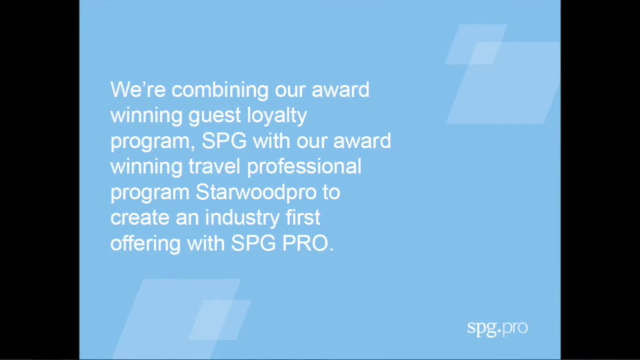 We're combining our award
winning guest loyalty
program, SPG with our award
winning travel professional
program Starwoodpro to
create an industry first
offering with SPG PRO.
spg.pro